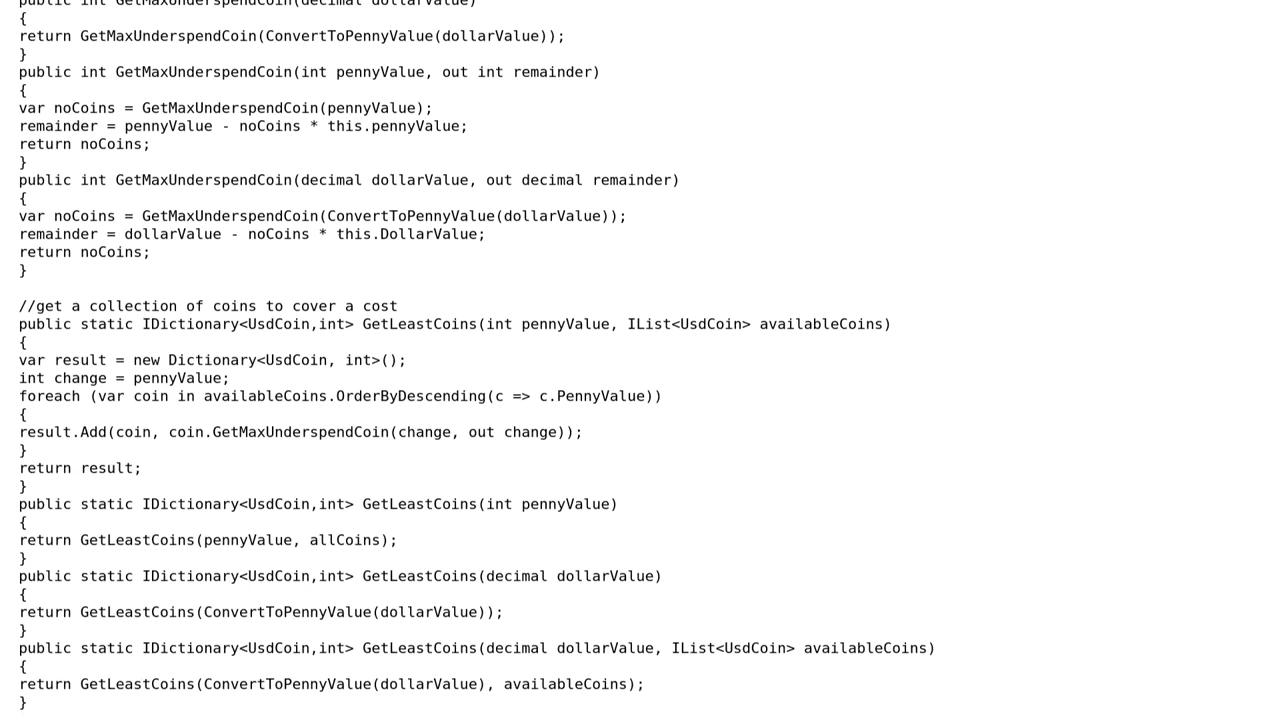 public int GetMaxUnderspendCoin(decimal dollarValue)
{
return GetMaxUnderspendCoin(ConvertToPennyValue(dollarValue));
}
public int GetMaxUnderspendCoin(int pennyValue, out int remainder)
{
var noCoins = GetMaxUnderspendCoin(pennyValue);
remainder = pennyValue - noCoins * this.pennyValue;
return noCoins;
}
public int GetMaxUnderspendCoin(decimal dollarValue, out decimal remainder)
{
var noCoins = GetMaxUnderspendCoin(ConvertToPennyValue(dollarValue));
remainder = dollarValue - noCoins * this.DollarValue;
return noCoins;
}

//get a collection of coins to cover a cost
public static IDictionary<UsdCoin,int> GetLeastCoins(int pennyValue, IList<UsdCoin> availableCoins)
{
var result = new Dictionary<UsdCoin, int>();
int change = pennyValue;
foreach (var coin in availableCoins.OrderByDescending(c => c.PennyValue))
{
result.Add(coin, coin.GetMaxUnderspendCoin(change, out change));
}
return result;
}
public static IDictionary<UsdCoin,int> GetLeastCoins(int pennyValue)
{
return GetLeastCoins(pennyValue, allCoins);
}
public static IDictionary<UsdCoin,int> GetLeastCoins(decimal dollarValue)
{
return GetLeastCoins(ConvertToPennyValue(dollarValue));
}
public static IDictionary<UsdCoin,int> GetLeastCoins(decimal dollarValue, IList<UsdCoin> availableCoins)
{
return GetLeastCoins(ConvertToPennyValue(dollarValue), availableCoins);
}